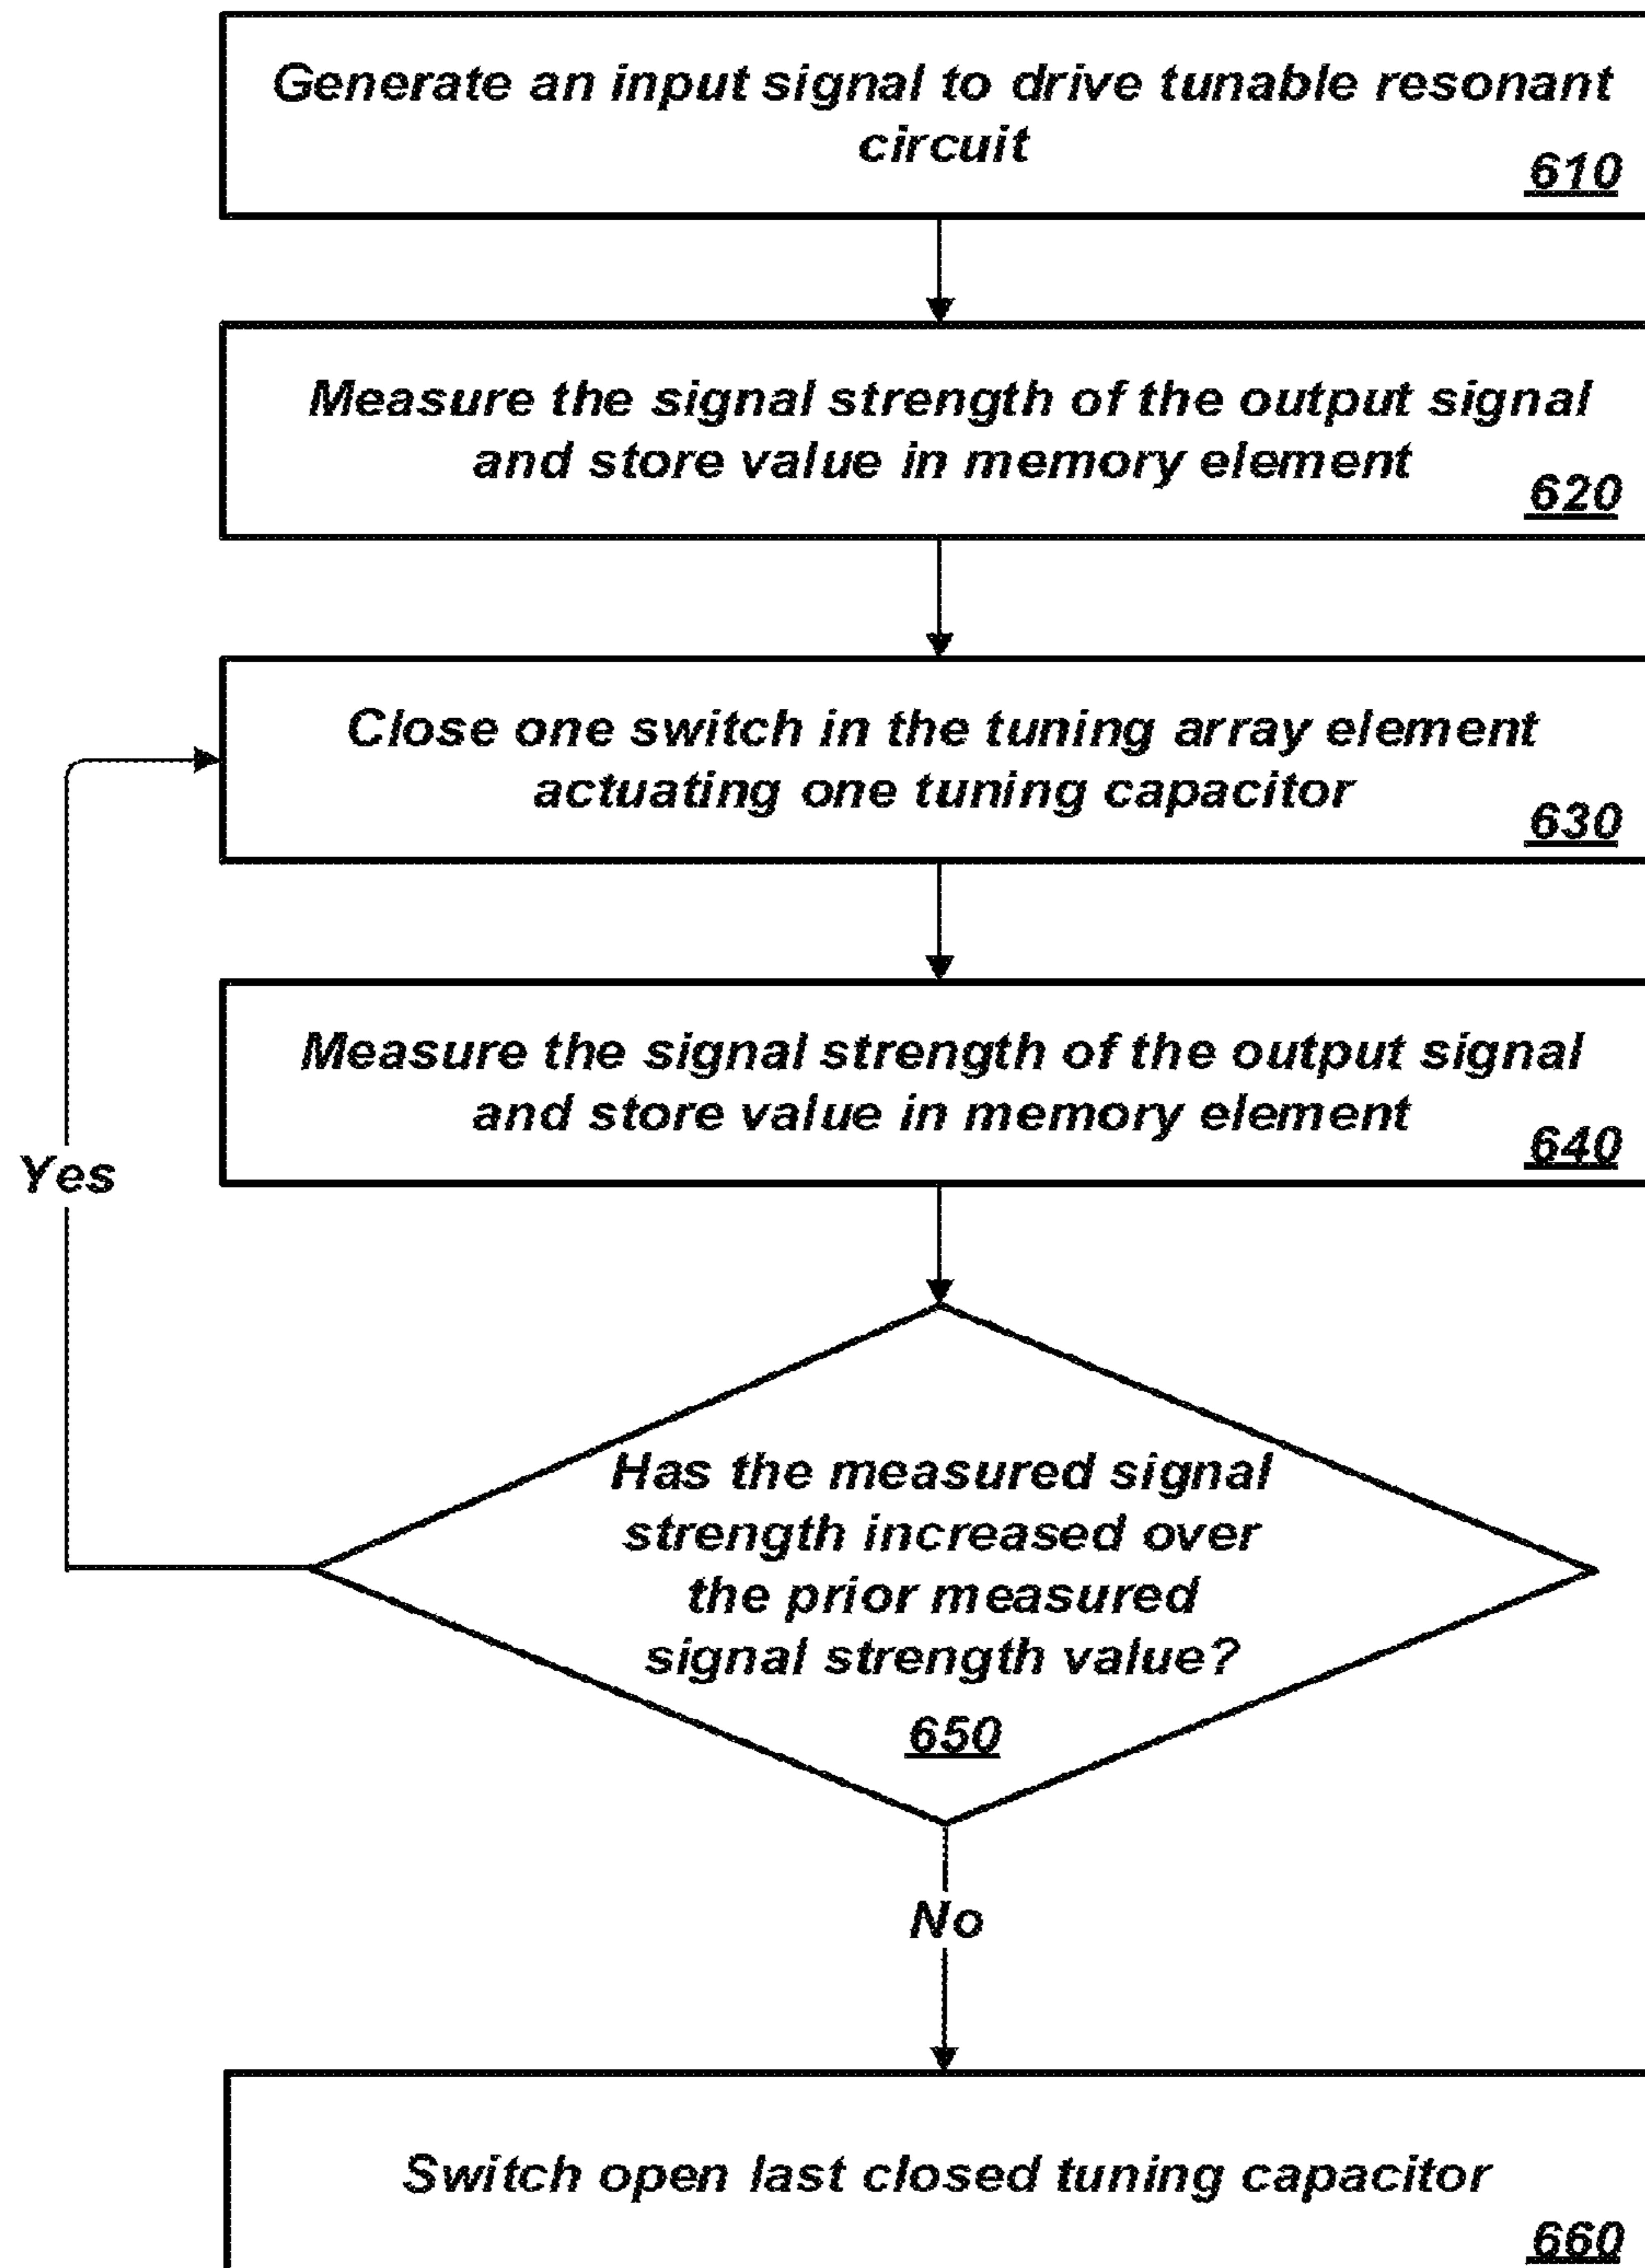 Generate an input signal to drive tunable resonant
circuit
610
Measure the signal strength of the output signal
and store value in memory element
620
Close one switch in the tuning array element
actuating one tuning capacitor
630
Measure the signal strength of the output signal
and store value in memory element
640
Yes
Has the measured signal
strength increased over
the prior measured
signal strength value?
650
No
Switch open last closed tuning capacitor
660